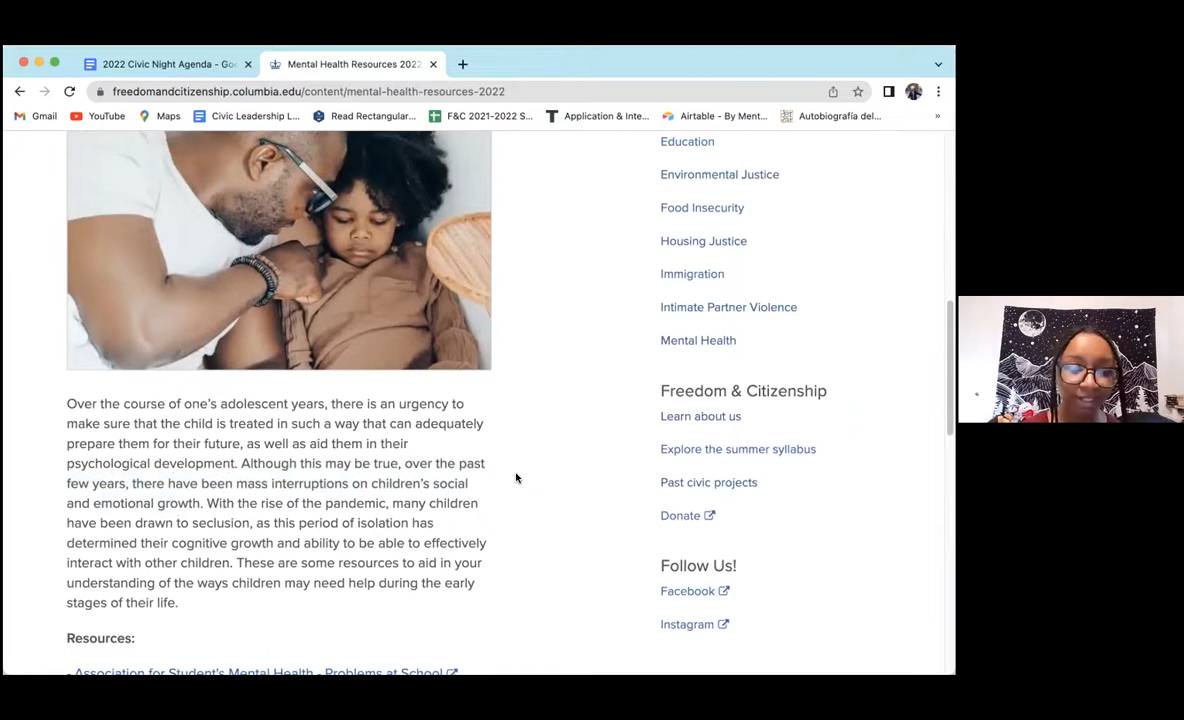 2022 Civic Night Agenda - Goo
Mental Health Resources 2022
freedomandcitizenship.columbia.edu/content/mental-health-resources-2022
Gmail
YouTube
Maps
Civic Leadership L...
Read Rectangular...
F&C 2021-2022 S...
Application & Inte...
Airtable - By Ment...
Autobiografía del...
»
Education
Environmental Justice
Food Insecurity
Housing Justice
Immigration
Intimate Partner Violence
Mental Health
Over the course of one's adolescent years, there is an urgency to
make sure that the child is treated in such a way that can adequately
prepare them for their future, as well as aid them in their
psychological development. Although this may be true, over the past
few years, there have been mass interruptions on children's social
and emotional growth. With the rise of the pandemic, many children
have been drawn to seclusion, as this period of isolation has
determined their cognitive growth and ability to be able to effectively
interact with other children. These are some resources to aid in your
understanding of the ways children may need help during the early
stages of their life.
Resources:
- Association for Student's Mental Health - Problems at School
Freedom & Citizenship
Learn about us
Explore the summer syllabus
Past civic projects
Donate
Follow Us!
Facebook
Instagram